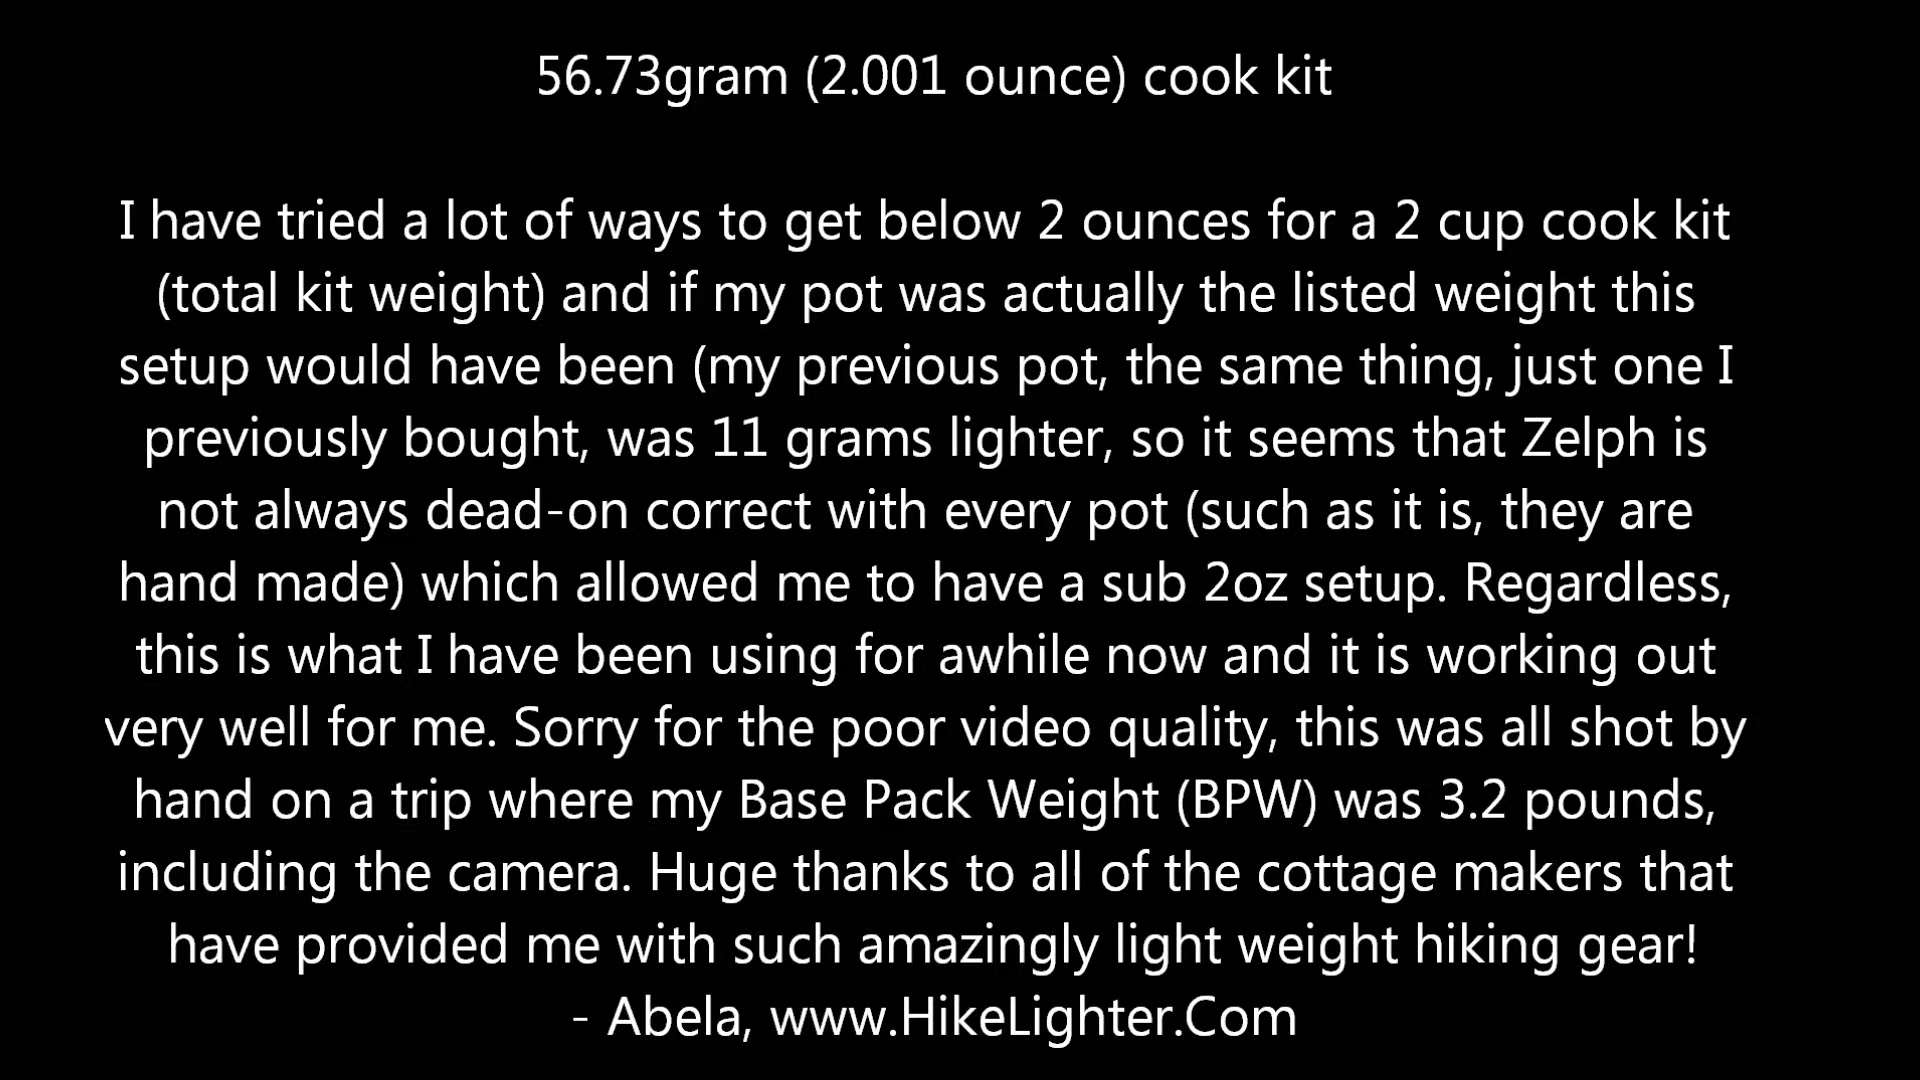 56.73gram (2.001 ounce) cook kit
I have tried a lot of ways to get below 2 ounces for a 2 cup cook kit
(total kit weight) and if my pot was actually the listed weight this
setup would have been (my previous pot, the same thing, just one I
previously bought, was 11 grams lighter, so it seems that Zelph is
not always dead-on correct with every pot (such as it is, they are
hand made) which allowed me to have a sub 2oz setup. Regardless,
this is what I have been using for awhile now and it is working out
very well for me. Sorry for the poor video quality, this was all shot by
hand on a trip where my Base Pack Weight (BPW) was 3.2 pounds,
including the camera. Huge thanks to all of the cottage makers that
have provided me with such amazingly light weight hiking gear!
- Abela, www.HikeLighter.Com